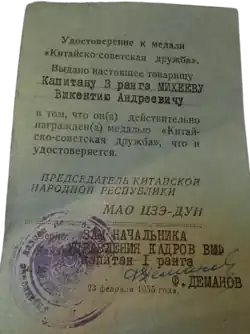 Удостоверение к медали
«Китайско-советская дружба».
Выдано настоящее товарищу
Капитану 3 ранга МИХЕЕВУ
Викентию Андреевичу
в том, что он(а) действительно
награжден(а) медалью «Китай-
ско-советская дружба», что и
удостоверяется.
ПРЕДСЕДАТЕЛЬ КИТАЙСКОЙ
НАРОДНОЙ РЕСПУБЛИКИ
МАО ЦЗЭ-ДУН
Верно: ЗАМ НАЧАЛЬНИКА
УПРАВЛЕНИЯ КАДРОВ ВМФ
капитан I ранга
Ф. ДЕМАНОВ
23 февраля 1955 года.